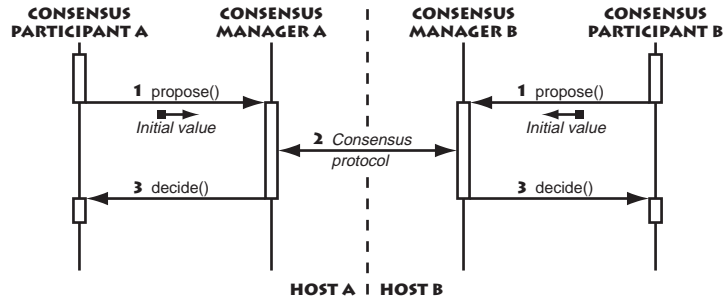 CONSENSUS PARTICIPANT A
CONSENSUS MANAGER A
CONSENSUS MANAGER B
CONSENSUS PARTICIPANT B
1 propose()
Initial value
1 propose()
Initial value
2 Consensus
protocol
3 decide()
3 decide()
HOST A
HOST B